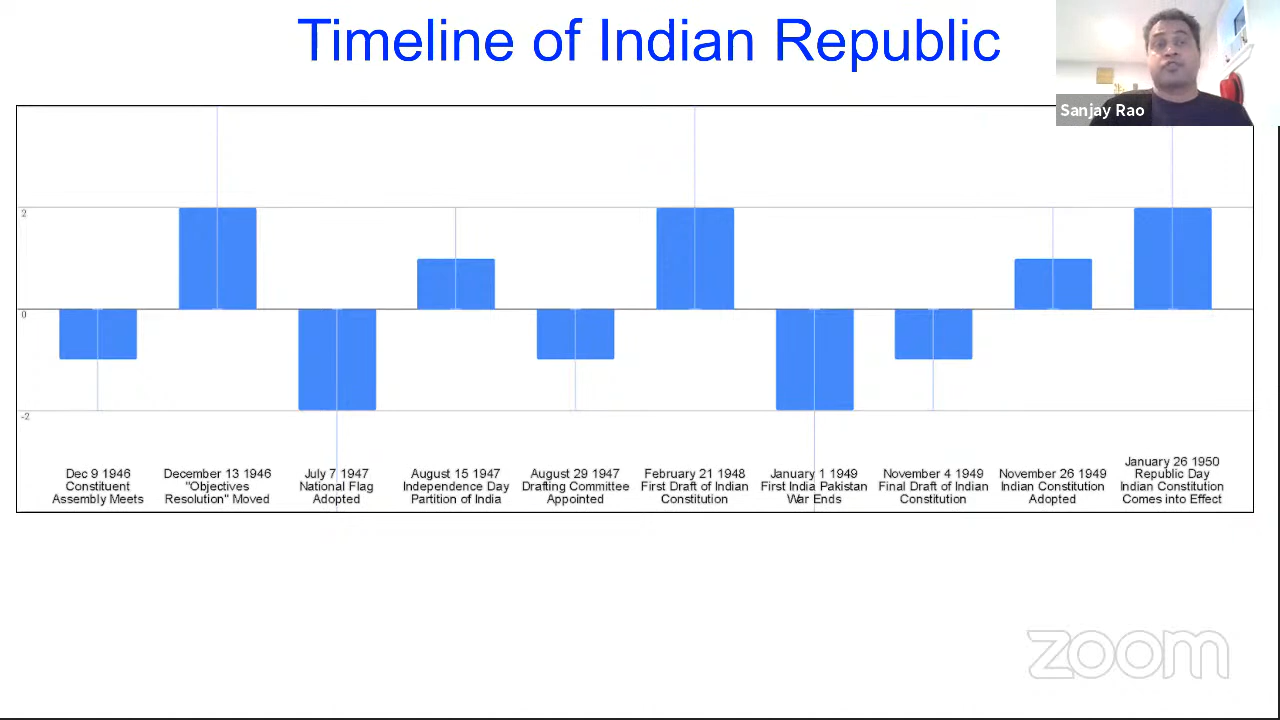 Timeline of Indian Republic
Sanjay Rao
2
0
-2
Dec 9 1946
Constituent
Assembly Meets
December 13 1946
"Objectives
Resolution" Moved
July 7 1947
National Flag
Adopted
August 15 1947
Independence Day
Partition of India
August 29 1947
Drafting Committee
Appointed
February 21 1948
First Draft of Indian
Constitution
January 1 1949
First India Pakistan
War Ends
November 4 1949
Final Draft of Indian
Constitution
November 26 1949
Indian Constitution
Adopted
January 26 1950
Republic Day
Indian Constitution
Comes into Effect
zoom